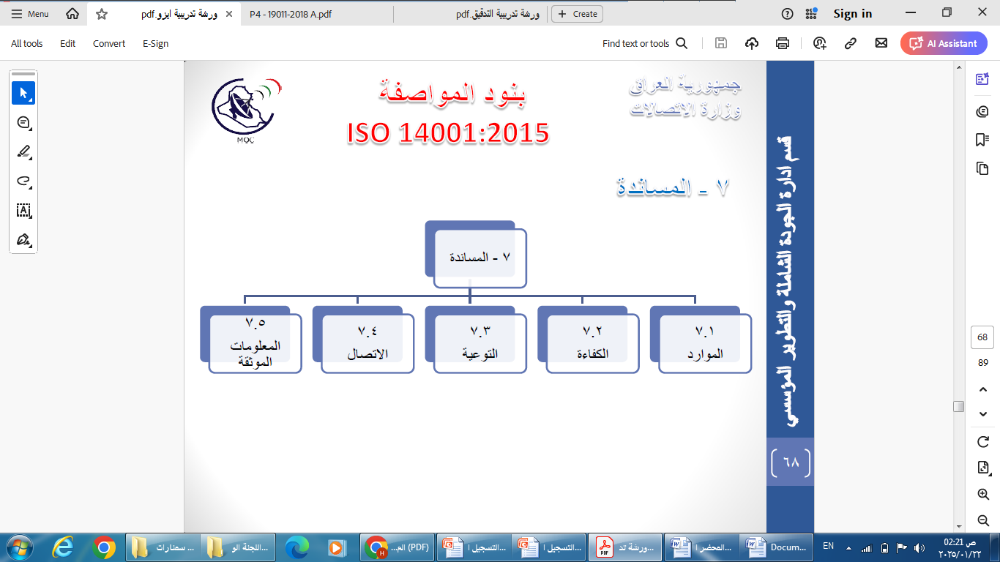 Menu
ورشة تدريبية ايزو.pdf
P4 - 19011-2018 A.pdf
ورشة تدريبية التدقيق.pdf
Create
Sign in
All tools
Edit
Convert
E-Sign
Find text or tools
AI Assistant
جمهورية العراق
وزارة الاتصالات
بنود المواصفة
ISO 14001:2015
MQC
٧ - المساندة
٧ - المساندة
٧.١
الموارد
٧.٢
الكفاءة
٧.٣
التوعية
٧.٤
الاتصال
٧.٥
المعلومات
الموثقة
قسم ادارة الجودة الشاملة والتطوير المؤسسي
٦٨
68
89
سمنارات ...
اللجنة الو...
(PDF) الم...
التسجيل ا...
التسجيل ا...
ورشة تد...
المحضر ا...
Docum...
EN
02:21 ص
٢٠٢٥/٠١/٢٢